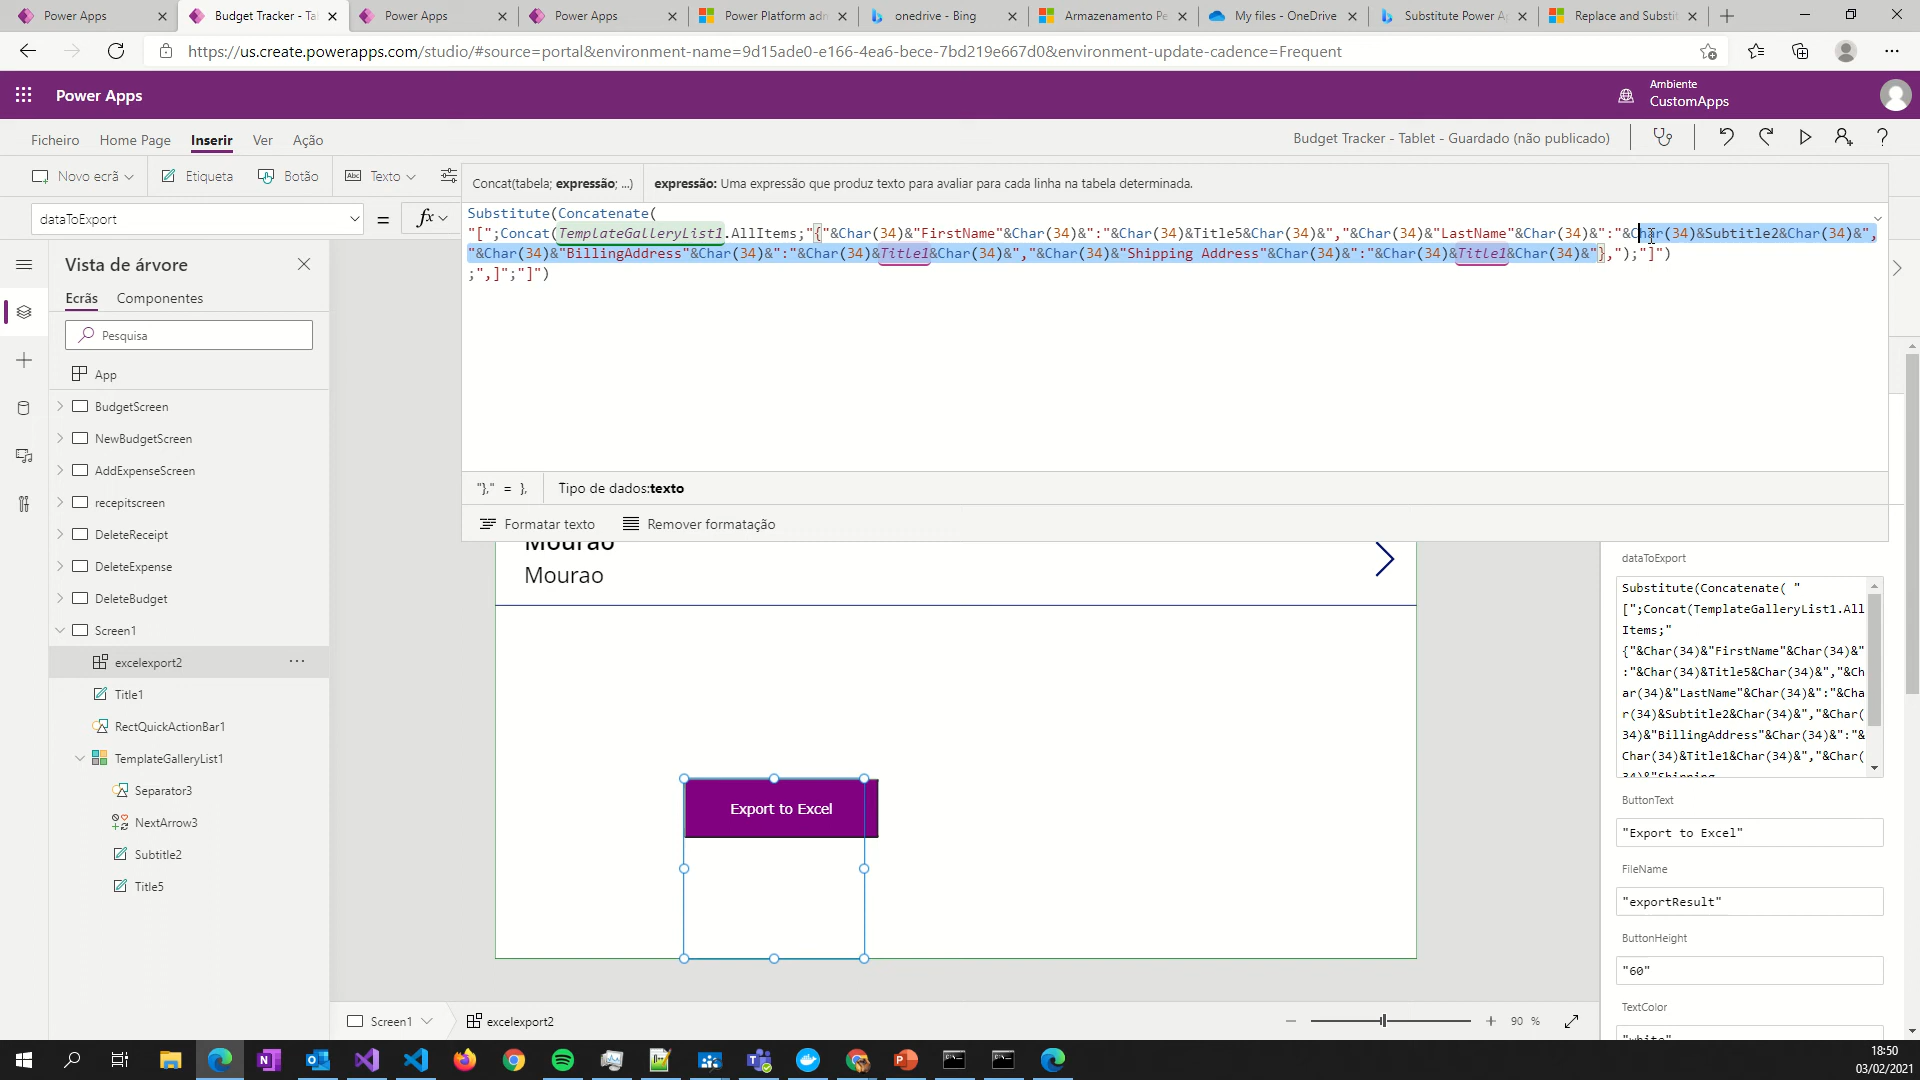 Power Apps
Budget Tracker - Ta
Power Apps
Power Apps
Power Platform adm
onedrive - Bing
Armazenamento Pe
My files - OneDrive
Substitute Power Ap
Replace and Substit
https://us.create.powerapps.com/studio/#source=portal&environment-name=9d15ade0-e166-4ea6-bece-7bd219e667d0&environment-update-cadence=Frequent
Power Apps
Ambiente
CustomApps
Ficheiro
Home Page
Inserir
Ver
Ação
Budget Tracker - Tablet - Guardado (não publicado)
Novo ecrã
Etiqueta
Botão
Abc
Texto
Concat(tabela; expressão; ...)
expressão: Uma expressão que produz texto para avaliar para cada linha na tabela determinada.
dataToExport
=
fx
Substitute(Concatenate(
"[";Concat(TemplateGalleryList1.AllItems;"{"&Char(34)&"FirstName"&Char(34)&":"&Char(34)&Title5&Char(34)&","&Char(34)&"LastName"&Char(34)&":"&Char(34)&Subtitle2&Char(34)&",
"&Char(34)&"BillingAddress"&Char(34)&":"&Char(34)&Title1&Char(34)&","&Char(34)&"Shipping Address"&Char(34)&":"&Char(34)&Title1&Char(34)&"},");"]")
;",]";"]")
"}," = },
Tipo de dados:texto
Formatar texto
Remover formatação
Vista de árvore
Ecrãs
Componentes
Pesquisa
App
BudgetScreen
NewBudgetScreen
AddExpenseScreen
recepitscreen
DeleteReceipt
DeleteExpense
DeleteBudget
Screen1
excelexport2
Title1
RectQuickActionBar1
TemplateGalleryList1
Separator3
NextArrow3
Subtitle2
Title5
Mourao
Mourao
Export to Excel
dataToExport
Substitute(Concatenate( "
[";Concat(TemplateGalleryList1.All
Items;"
{"&Char(34)&"FirstName"&Char(34)&"
:"&Char(34)&Title5&Char(34)&","&Ch
ar(34)&"LastName"&Char(34)&":"&Cha
r(34)&Subtitle2&Char(34)&","&Char(
34)&"BillingAddress"&Char(34)&":"&
Char(34)&Title1&Char(34)&","&Char(
34)&"Shipping
ButtonText
"Export to Excel"
FileName
"exportResult"
ButtonHeight
"60"
TextColor
"white"
Screen1
excelexport2
90 %
18:50
03/02/2021